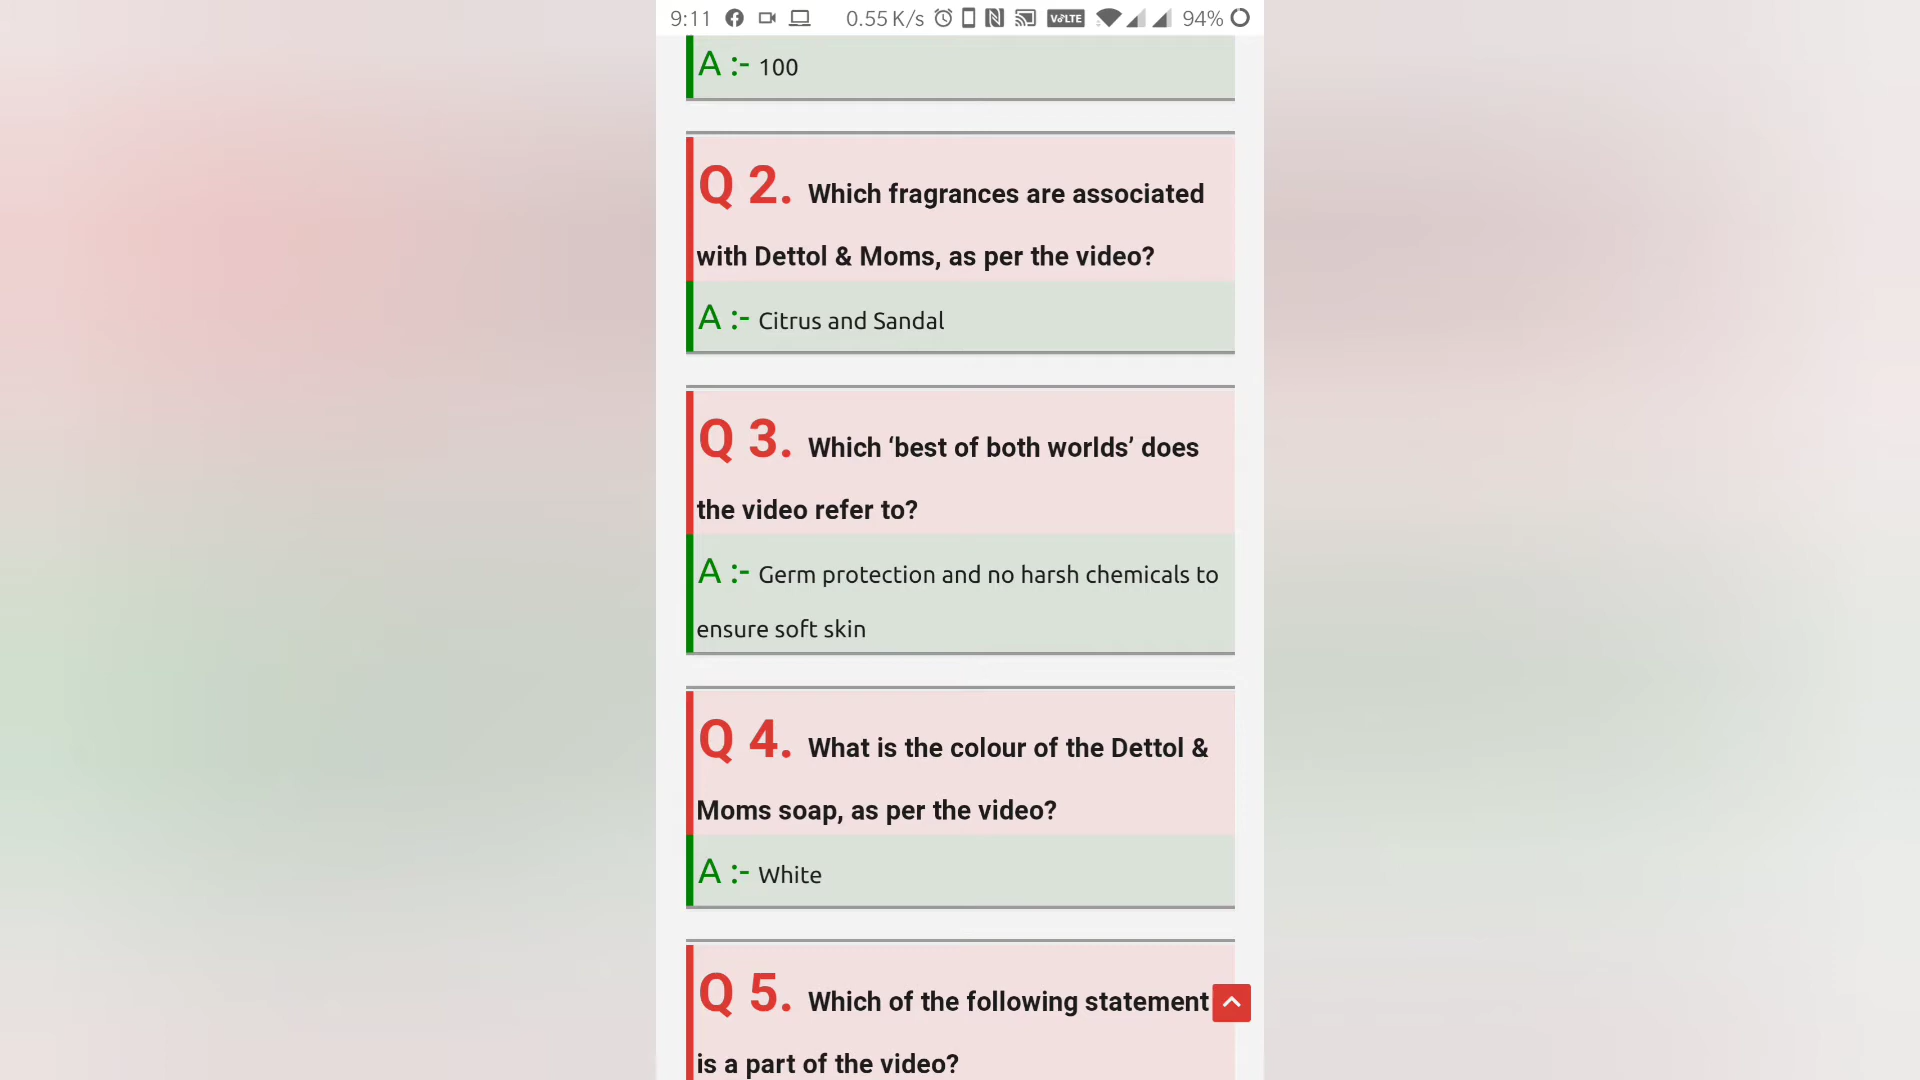 9:11 0.55 K/s VoLTE 94%
A :- 100
Q 2. Which fragrances are associated
with Dettol & Moms, as per the video?
A :- Citrus and Sandal
Q 3. Which ‘best of both worlds’ does
the video refer to?
A :- Germ protection and no harsh chemicals to
ensure soft skin
Q 4. What is the colour of the Dettol &
Moms soap, as per the video?
A :- White
Q 5. Which of the following statement
is a part of the video?